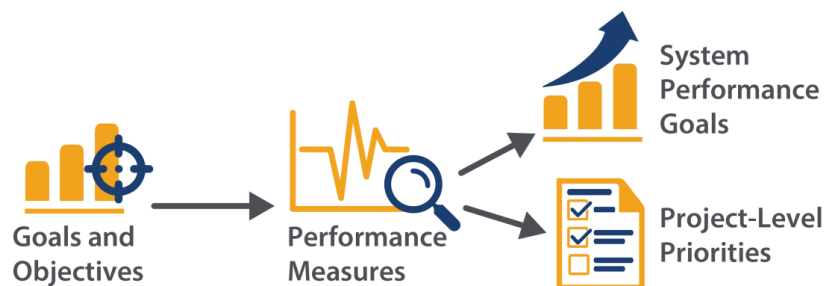 Goals and
Objectives
Performance
Measures
System
Performance
Goals
Project-Level
Priorities